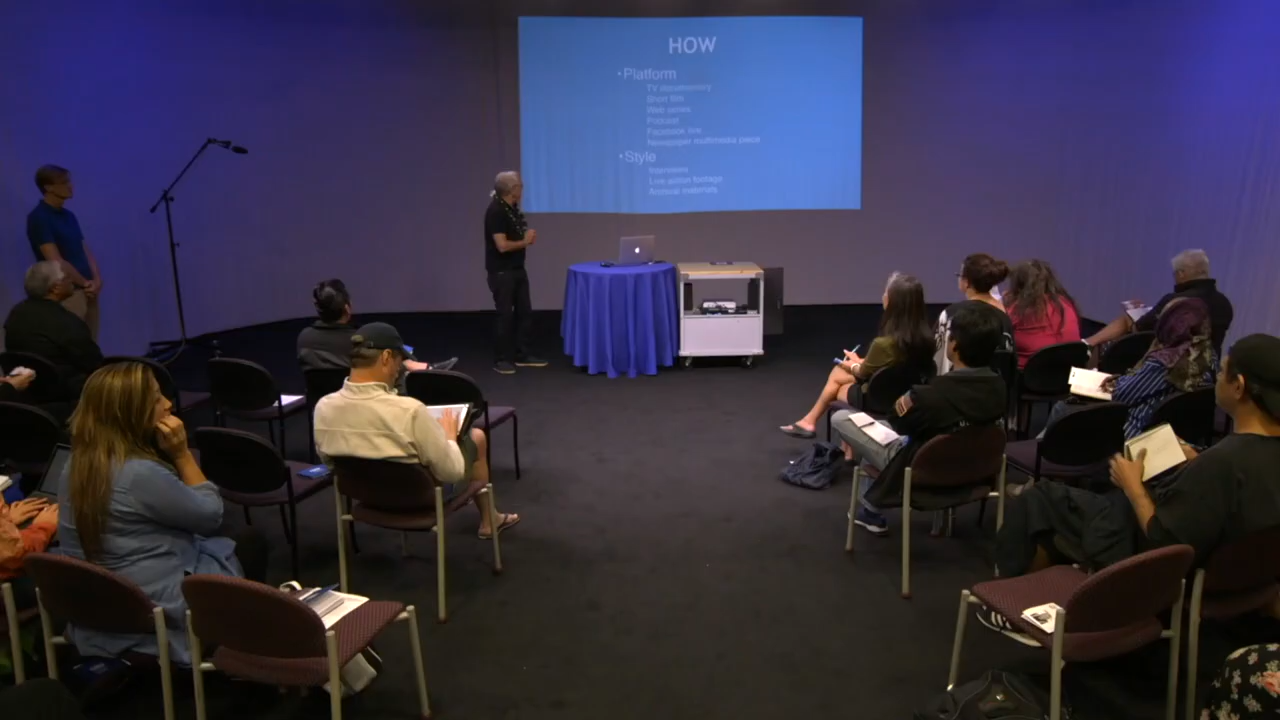 HOW
•Platform
TV documentary
Short film
Web series
Podcast
Facebook live
Newspaper multimedia piece
•Style
Interviews
Live action footage
Archival materials